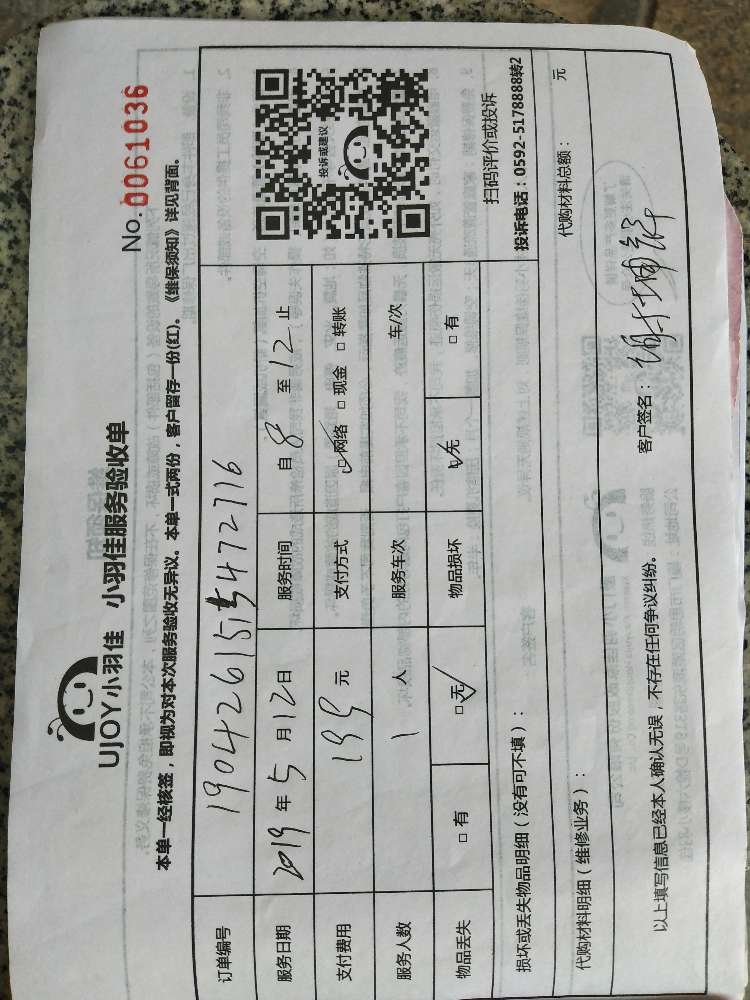 UJOY小羽佳 小羽佳服务验收单
No. 0061036
本单一经核签，即视为对本次服务验收无异议。本单一式两份，客户留存一份(红)。《维保须知》详见背面。
订单编号
服务日期 2019 年 5 月 12 日 服务时间 自 8 至 12 止
支付费用 199 元 支付方式 ☑ 网络 □ 现金 □ 转账
服务人数 1 人 服务车次 车/次
物品丢失 □ 有 ☑ 无 物品损坏 ☑ 无 □ 有
投诉或建议
扫码评价或投诉
投诉电话：0592-5178888转2
损坏或丢失物品明细（没有可不填）：
代购材料明细（维修业务）： 代购材料总额： 元
以上填写信息已经本人确认无误，不存在任何争议纠纷。 客户签名：